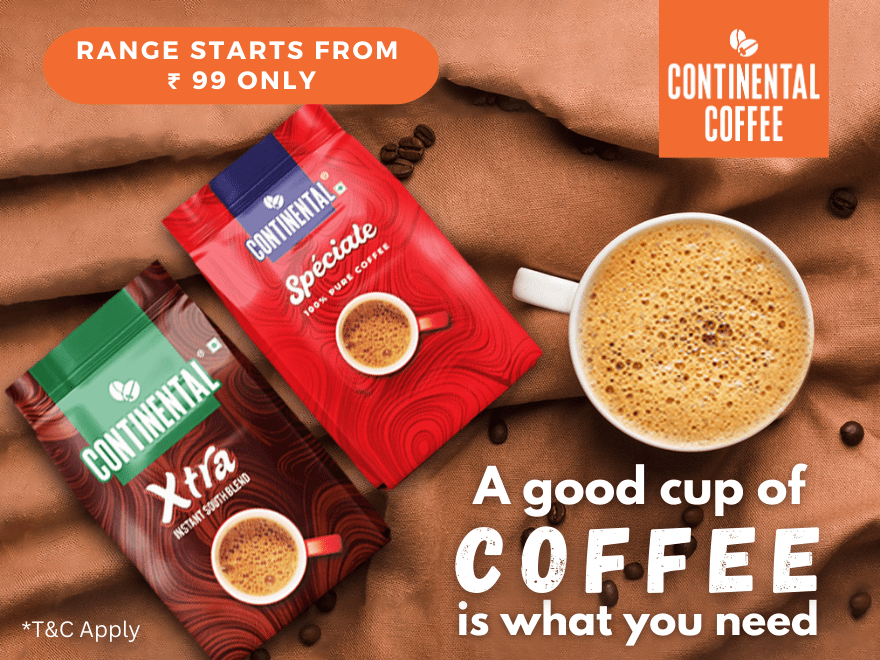 RANGE STARTS FROM
₹ 99 ONLY
CONTINENTAL
COFFEE
CONTINENTAL®
Spéciale
100% PURE COFFEE
CONTINENTAL®
Xtra
INSTANT SOUTH BLEND
A good cup of
COFFEE
is what you need
*T&C Apply